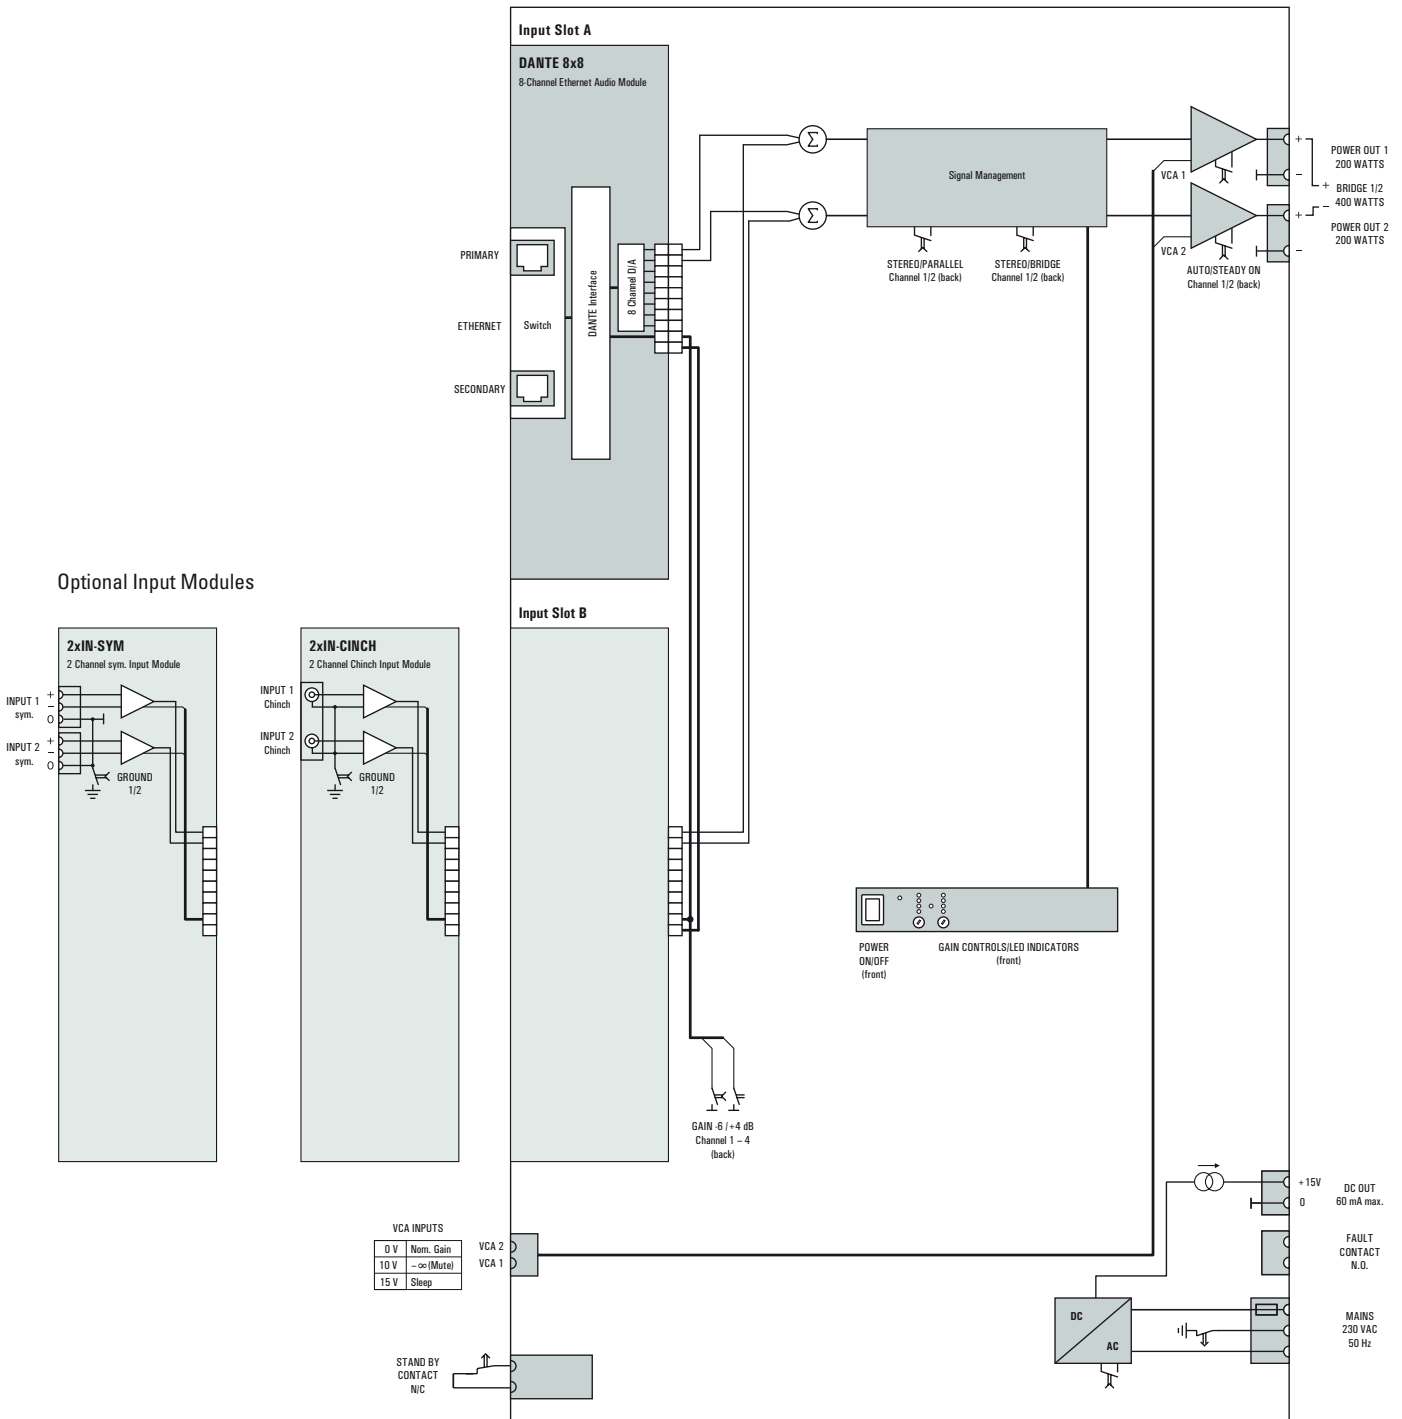 Input Slot A
DANTE 8x8
8-Channel Ethernet Audio Module
PRIMARY
ETHERNET
SECONDARY
Switch
DANTE Interface
8 Channel D/A
Σ
Σ
Signal Management
STEREO/PARALLEL
Channel 1/2 (back)
STEREO/BRIDGE
Channel 1/2 (back)
VCA 1
VCA 2
AUTO/STEADY ON
Channel 1/2 (back)
+
−
+
−
POWER OUT 1
200 WATTS
+ BRIDGE 1/2
− 400 WATTS
POWER OUT 2
200 WATTS
Optional Input Modules
2xIN-SYM
2 Channel sym. Input Module
INPUT 1
sym.
+
−
0
INPUT 2
sym.
+
−
0
GROUND
1/2
2xIN-CINCH
2 Channel Chinch Input Module
INPUT 1
Chinch
INPUT 2
Chinch
GROUND
1/2
Input Slot B
POWER
ON/OFF
(front)
GAIN CONTROLS/LED INDICATORS
(front)
GAIN -6 /+4 dB
Channel 1 – 4
(back)
VCA INPUTS
0 V Nom. Gain
10 V −∞(Mute)
15 V Sleep
VCA 2
VCA 1
STAND BY
CONTACT
N/C
+15V
0
DC OUT
60 mA max.
FAULT
CONTACT
N.O.
DC
AC
MAINS
230 VAC
50 Hz